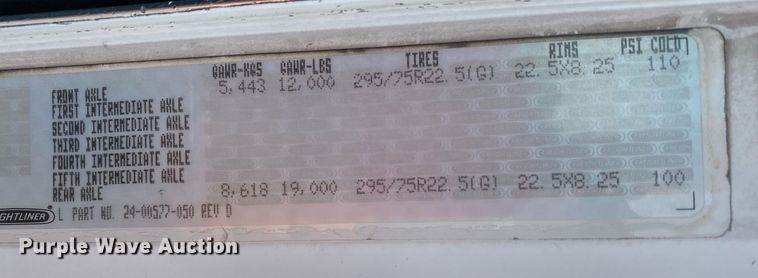 GAWR-KGS GAWR-LBS TIRES RIMS PSI COLD
FRONT AXLE 5,443 12,000 295/75R22.5(G) 22.5X8.25 110
FIRST INTERMEDIATE AXLE
SECOND INTERMEDIATE AXLE
THIRD INTERMEDIATE AXLE
FOURTH INTERMEDIATE AXLE
FIFTH INTERMEDIATE AXLE
REAR AXLE 8,618 19,000 295/75R22.5(G) 22.5X8.25 100
GHTLINER L PART NO. 24-00577-050 REV D
Purple Wave Auction